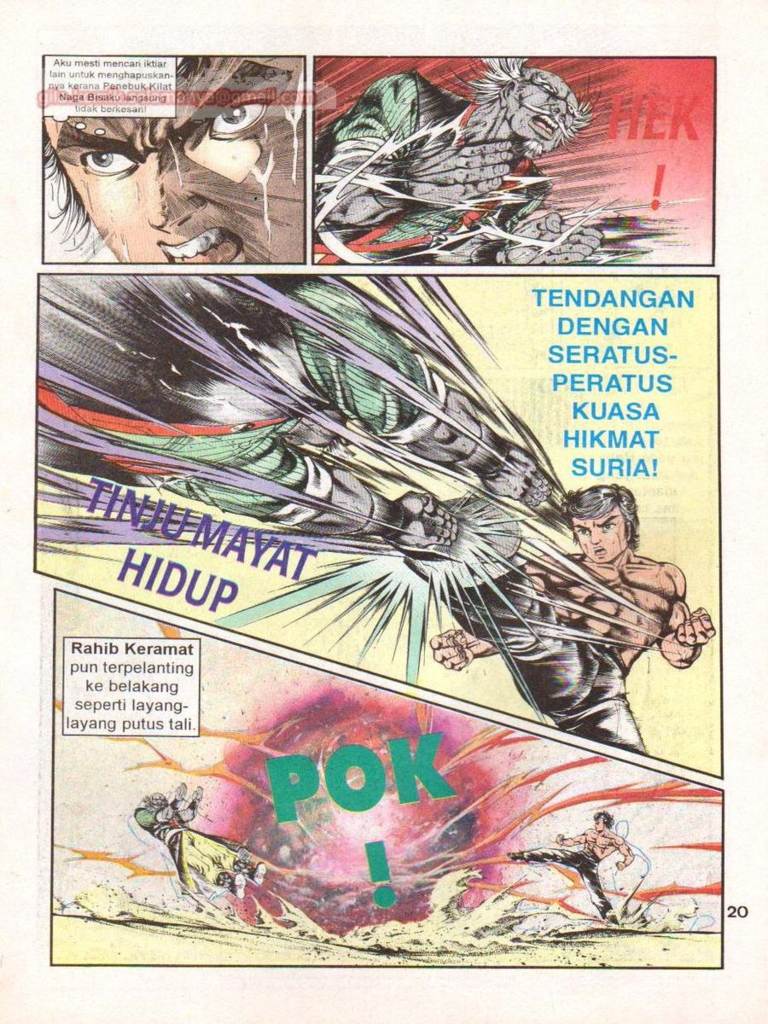 Aku mesti mencari iktiar
lain untuk menghapuskan-
nya kerana Penebuk Kilat
Naga Bisaku langsung
tidak berkesan!
HEK
!
TENDANGAN
DENGAN
SERATUS-
PERATUS
KUASA
HIKMAT
SURIA!
TINJU MAYAT
HIDUP
Rahib Keramat
pun terpelanting
ke belakang
seperti layang-
layang putus tali.
POK
!
20